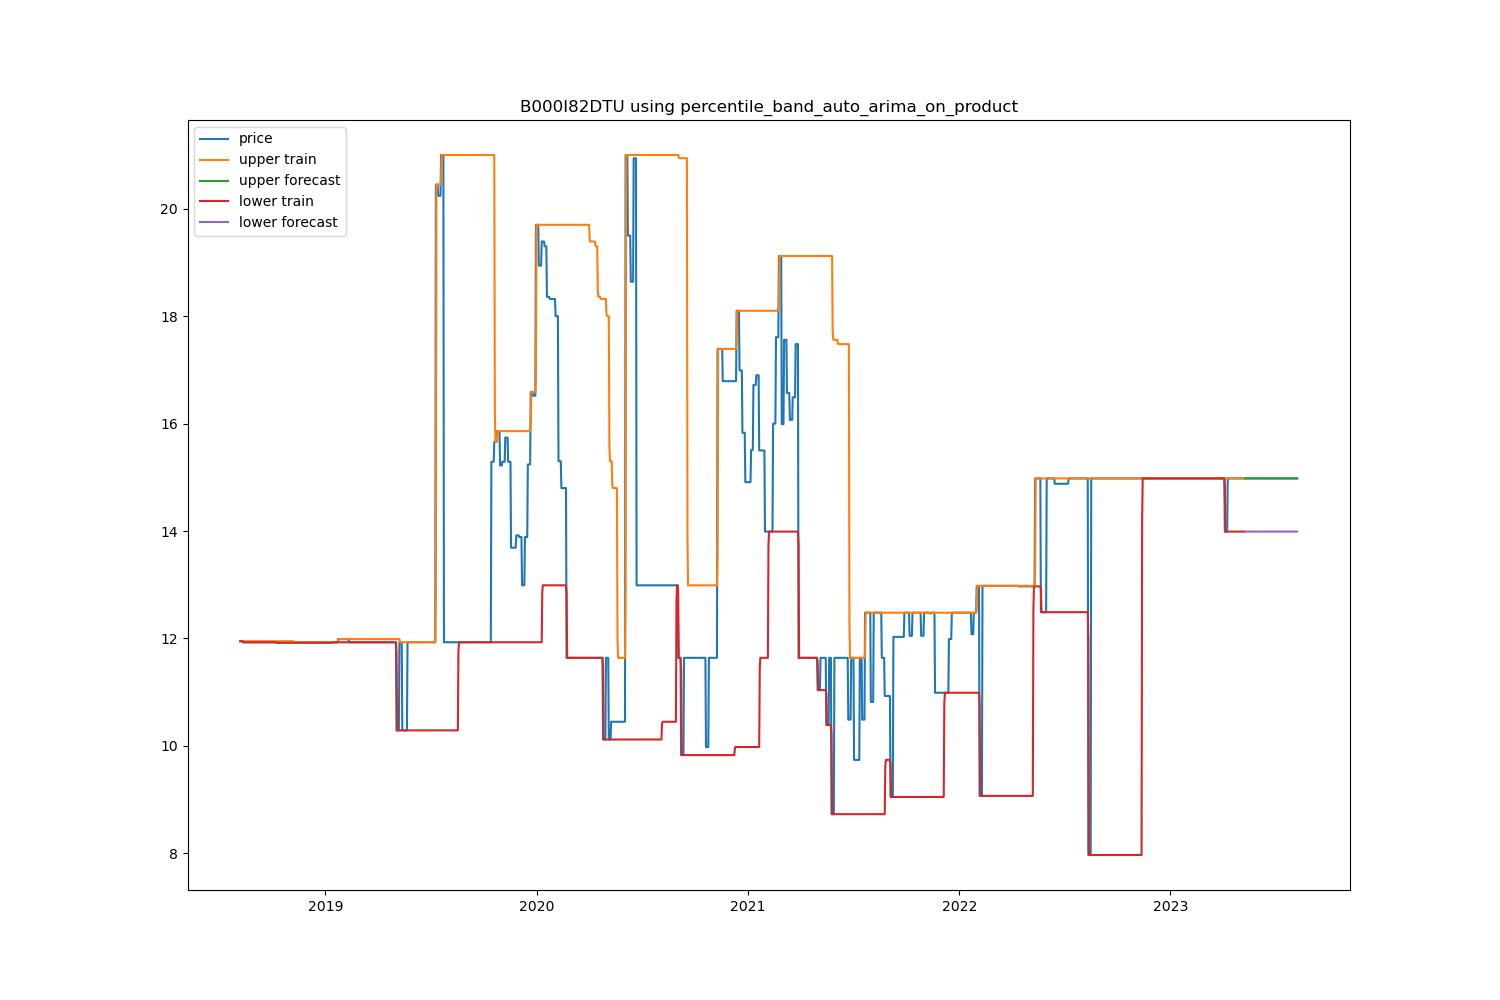 B000I82DTU using percentile_band_auto_arima_on_product
price
upper train
upper forecast
lower train
lower forecast
20
18
16
14
12
10
8
2019 2020 2021 2022 2023